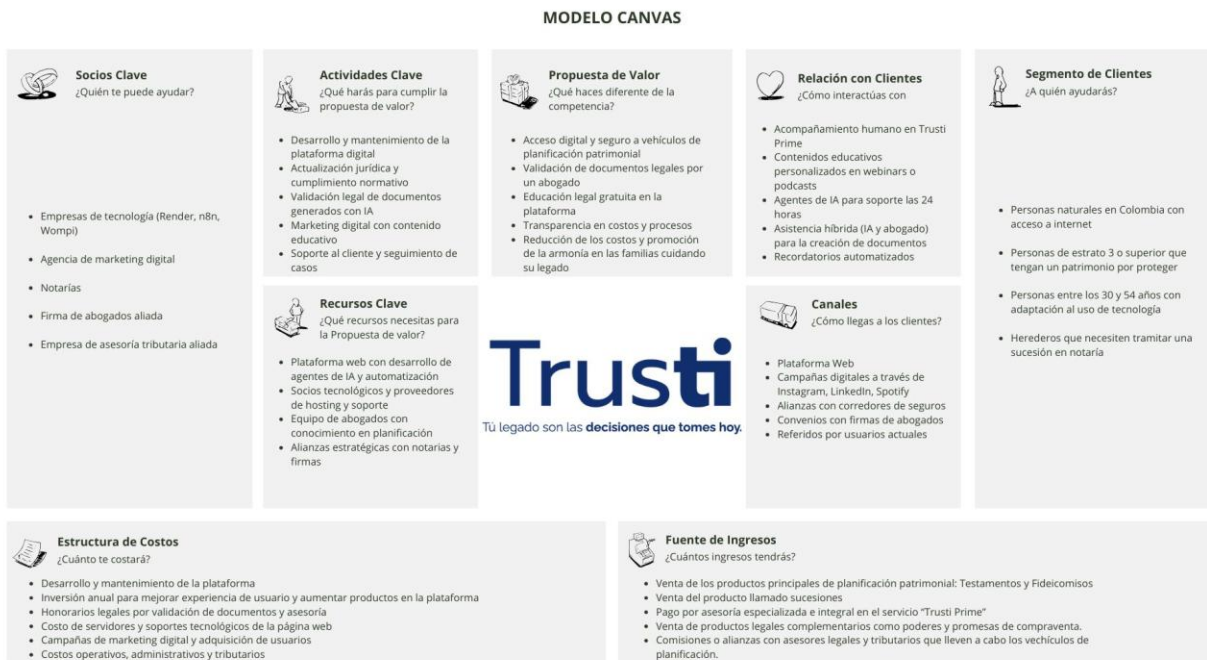 MODELO CANVAS
Socios Clave
¿Quién te puede ayudar?
• Empresas de tecnología (Render, n8n,
Wompi)
• Agencia de marketing digital
• Notarías
• Firma de abogados aliada
• Empresa de asesoría tributaria aliada
Actividades Clave
¿Qué harás para cumplir la
propuesta de valor?
• Desarrollo y mantenimiento de la
plataforma digital
• Actualización jurídica y
cumplimiento normativo
• Validación legal de documentos
generados con IA
• Marketing digital con contenido
educativo
• Soporte al cliente y seguimiento de
casos
Recursos Clave
¿Qué recursos necesitas para
la Propuesta de valor?
• Plataforma web con desarrollo de
agentes de IA y automatización
• Socios tecnológicos y proveedores
de hosting y soporte
• Equipo de abogados con
conocimiento en planificación
• Alianzas estratégicas con notarias y
firmas
Propuesta de Valor
¿Qué haces diferente de la
competencia?
• Acceso digital y seguro a vehículos de
planificación patrimonial
• Validación de documentos legales por
un abogado
• Educación legal gratuita en la
plataforma
• Transparencia en costos y procesos
• Reducción de los costos y promoción
de la armonía en las familias cuidando
su legado
Trusti
Tú legado son las decisiones que tomes hoy.
Relación con Clientes
¿Cómo interactúas con
• Acompañamiento humano en Trusti
Prime
• Contenidos educativos
personalizados en webinars o
podcasts
• Agentes de IA para soporte las 24
horas
• Asistencia híbrida (IA y abogado)
para la creación de documentos
• Recordatorios automatizados
Canales
¿Cómo llegas a los clientes?
• Plataforma Web
• Campañas digitales a través de
Instagram, LinkedIn, Spotify
• Alianzas con corredores de seguros
• Convenios con firmas de abogados
• Referidos por usuarios actuales
Segmento de Clientes
¿A quién ayudarás?
• Personas naturales en Colombia con
acceso a internet
• Personas de estrato 3 o superior que
tengan un patrimonio por proteger
• Personas entre los 30 y 54 años con
adaptación al uso de tecnología
• Herederos que necesiten tramitar una
sucesión en notaría
Estructura de Costos
¿Cuánto te costará?
• Desarrollo y mantenimiento de la plataforma
• Inversión anual para mejorar experiencia de usuario y aumentar productos en la plataforma
• Honorarios legales por validación de documentos y asesoría
• Costo de servidores y soportes tecnológicos de la página web
• Campañas de marketing digital y adquisición de usuarios
• Costos operativos, administrativos y tributarios
Fuente de Ingresos
¿Cuántos ingresos tendrás?
• Venta de los productos principales de planificación patrimonial: Testamentos y Fideicomisos
• Venta del producto llamado sucesiones
• Pago por asesoría especializada e integral en el servicio “Trusti Prime”
• Venta de productos legales complementarios como poderes y promesas de compraventa.
• Comisiones o alianzas con asesores legales y tributarios que lleven a cabo los vechículos de
planificación.